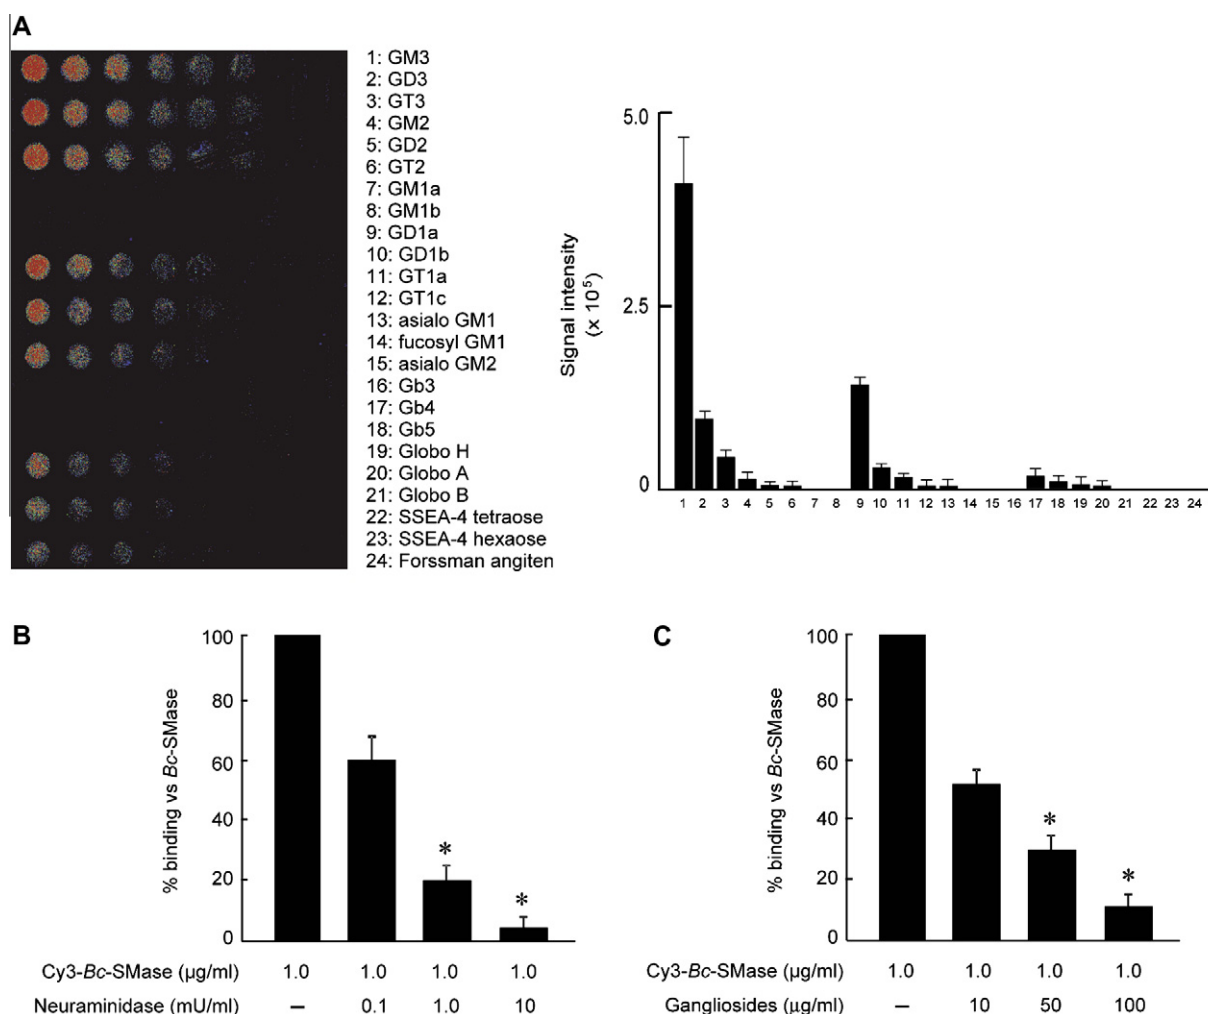 A
1: GM3
2: GD3
3: GT3
4: GM2
5: GD2
6: GT2
7: GM1a
8: GM1b
9: GD1a
10: GD1b
11: GT1a
12: GT1c
13: asialo GM1
14: fucosyl GM1
15: asialo GM2
16: Gb3
17: Gb4
18: Gb5
19: Globo H
20: Globo A
21: Globo B
22: SSEA-4 tetraose
23: SSEA-4 hexaose
24: Forssman angiten
Signal intensity
(x 10⁵)
5.0
2.5
0
1 2 3 4 5 6 7 8 9 10 11 12 13 14 15 16 17 18 19 20 21 22 23 24
B
% binding vs Bc-SMase
100
80
60
40
20
0
* *
Cy3-Bc-SMase (µg/ml) 1.0 1.0 1.0 1.0
Neuraminidase (mU/ml) – 0.1 1.0 10
C
% binding vs Bc-SMase
100
80
60
40
20
0
* *
Cy3-Bc-SMase (µg/ml) 1.0 1.0 1.0 1.0
Gangliosides (µg/ml) – 10 50 100